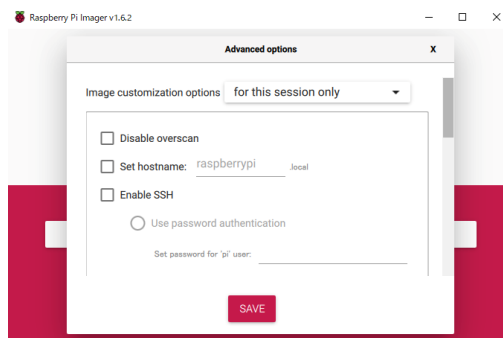 Raspberry Pi Imager v1.6.2
Advanced options X
Image customization options for this session only
Disable overscan
Set hostname: raspberrypi .local
Enable SSH
Use password authentication
Set password for 'pi' user:
SAVE